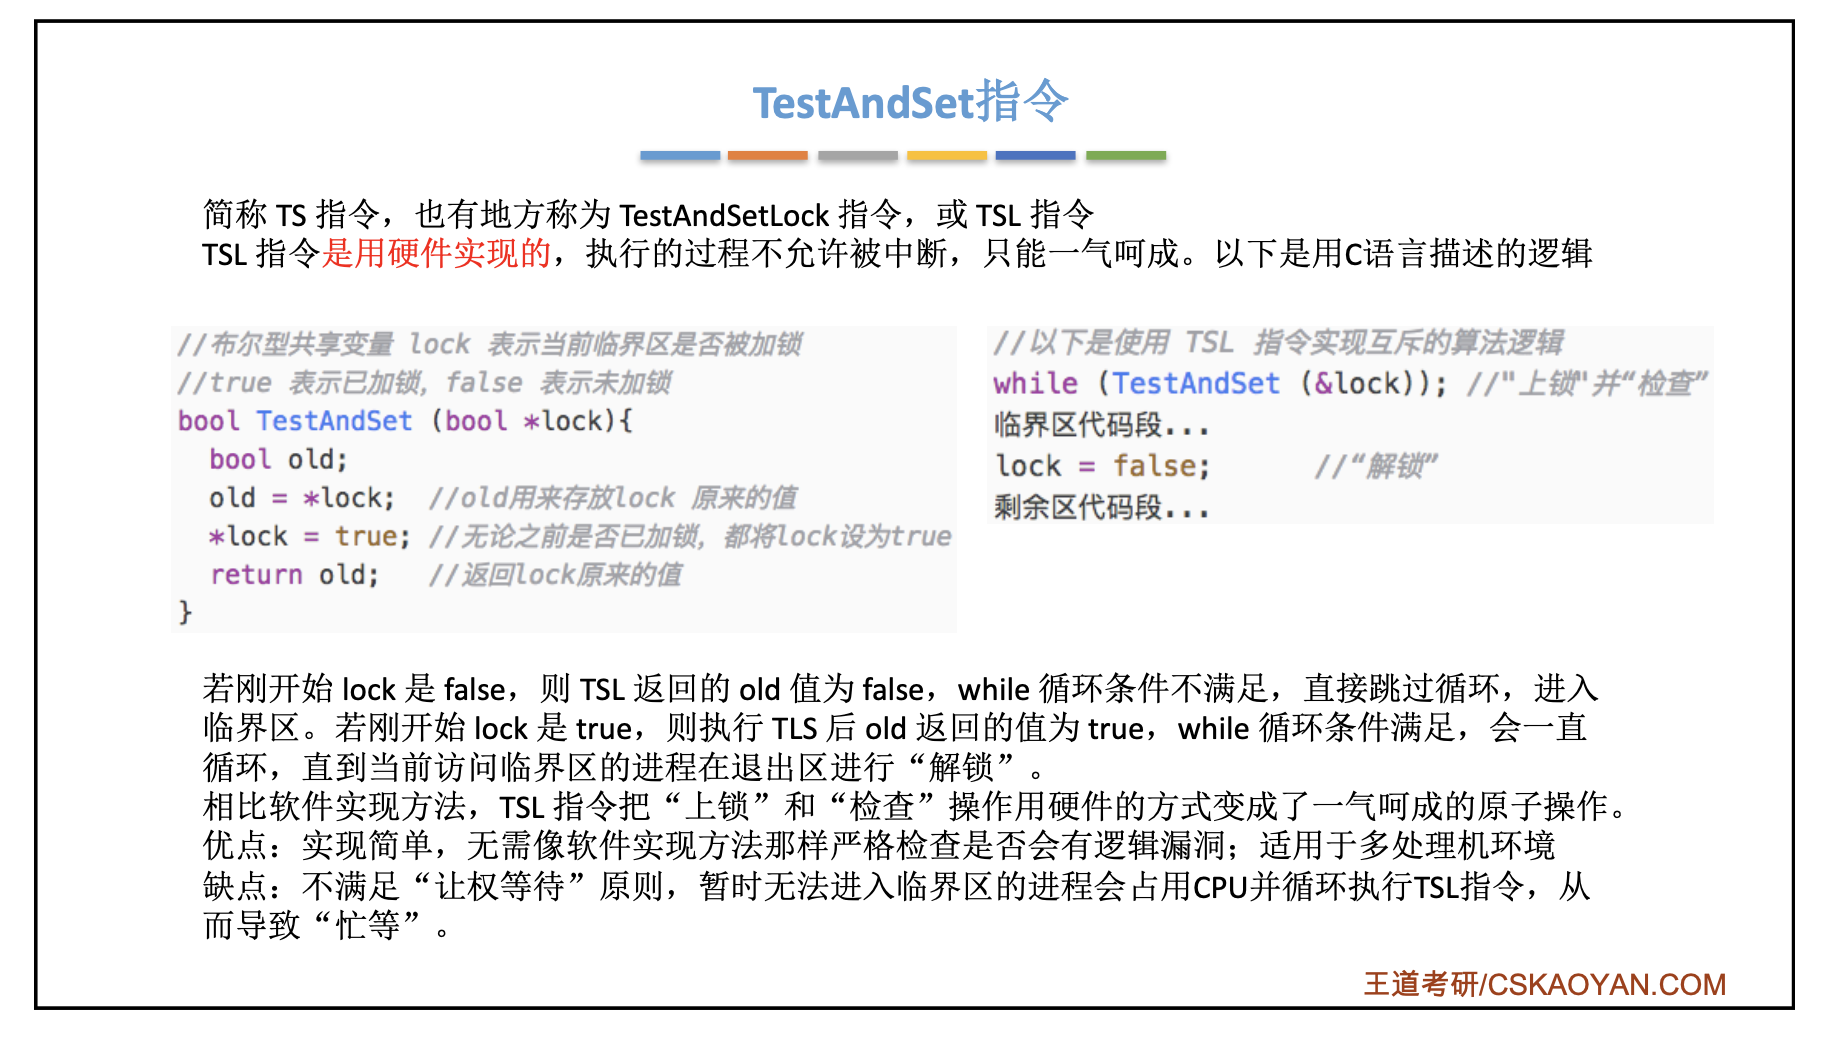 TestAndSet指令
简称 TS 指令，也有地方称为 TestAndSetLock 指令，或 TSL 指令
TSL 指令是用硬件实现的，执行的过程不允许被中断，只能一气呵成。以下是用C语言描述的逻辑
//布尔型共享变量 lock 表示当前临界区是否被加锁
//true 表示已加锁，false 表示未加锁
bool TestAndSet (bool *lock){
  bool old;
  old = *lock;  //old用来存放lock 原来的值
  *lock = true; //无论之前是否已加锁，都将lock设为true
  return old;   //返回lock原来的值
}
//以下是使用 TSL 指令实现互斥的算法逻辑
while (TestAndSet (&lock)); //"上锁"并“检查”
临界区代码段...
lock = false;      //“解锁”
剩余区代码段...
若刚开始 lock 是 false，则 TSL 返回的 old 值为 false，while 循环条件不满足，直接跳过循环，进入
临界区。若刚开始 lock 是 true，则执行 TLS 后 old 返回的值为 true，while 循环条件满足，会一直
循环，直到当前访问临界区的进程在退出区进行“解锁”。
相比软件实现方法，TSL 指令把“上锁”和“检查”操作用硬件的方式变成了一气呵成的原子操作。
优点：实现简单，无需像软件实现方法那样严格检查是否会有逻辑漏洞；适用于多处理机环境
缺点：不满足“让权等待”原则，暂时无法进入临界区的进程会占用CPU并循环执行TSL指令，从
而导致“忙等”。
王道考研/CSKAOYAN.COM